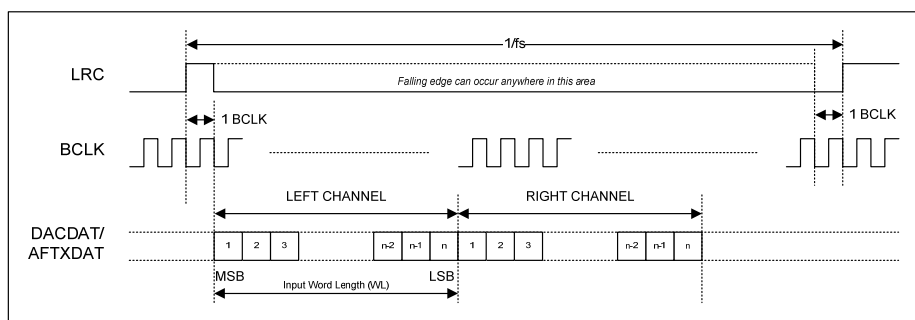 1/fs
LRC
Falling edge can occur anywhere in this area
1 BCLK
1 BCLK
BCLK
LEFT CHANNEL
RIGHT CHANNEL
DACDAT/
AFTXDAT
1 2 3 n-2 n-1 n 1 2 3 n-2 n-1 n
MSB LSB
Input Word Length (WL)